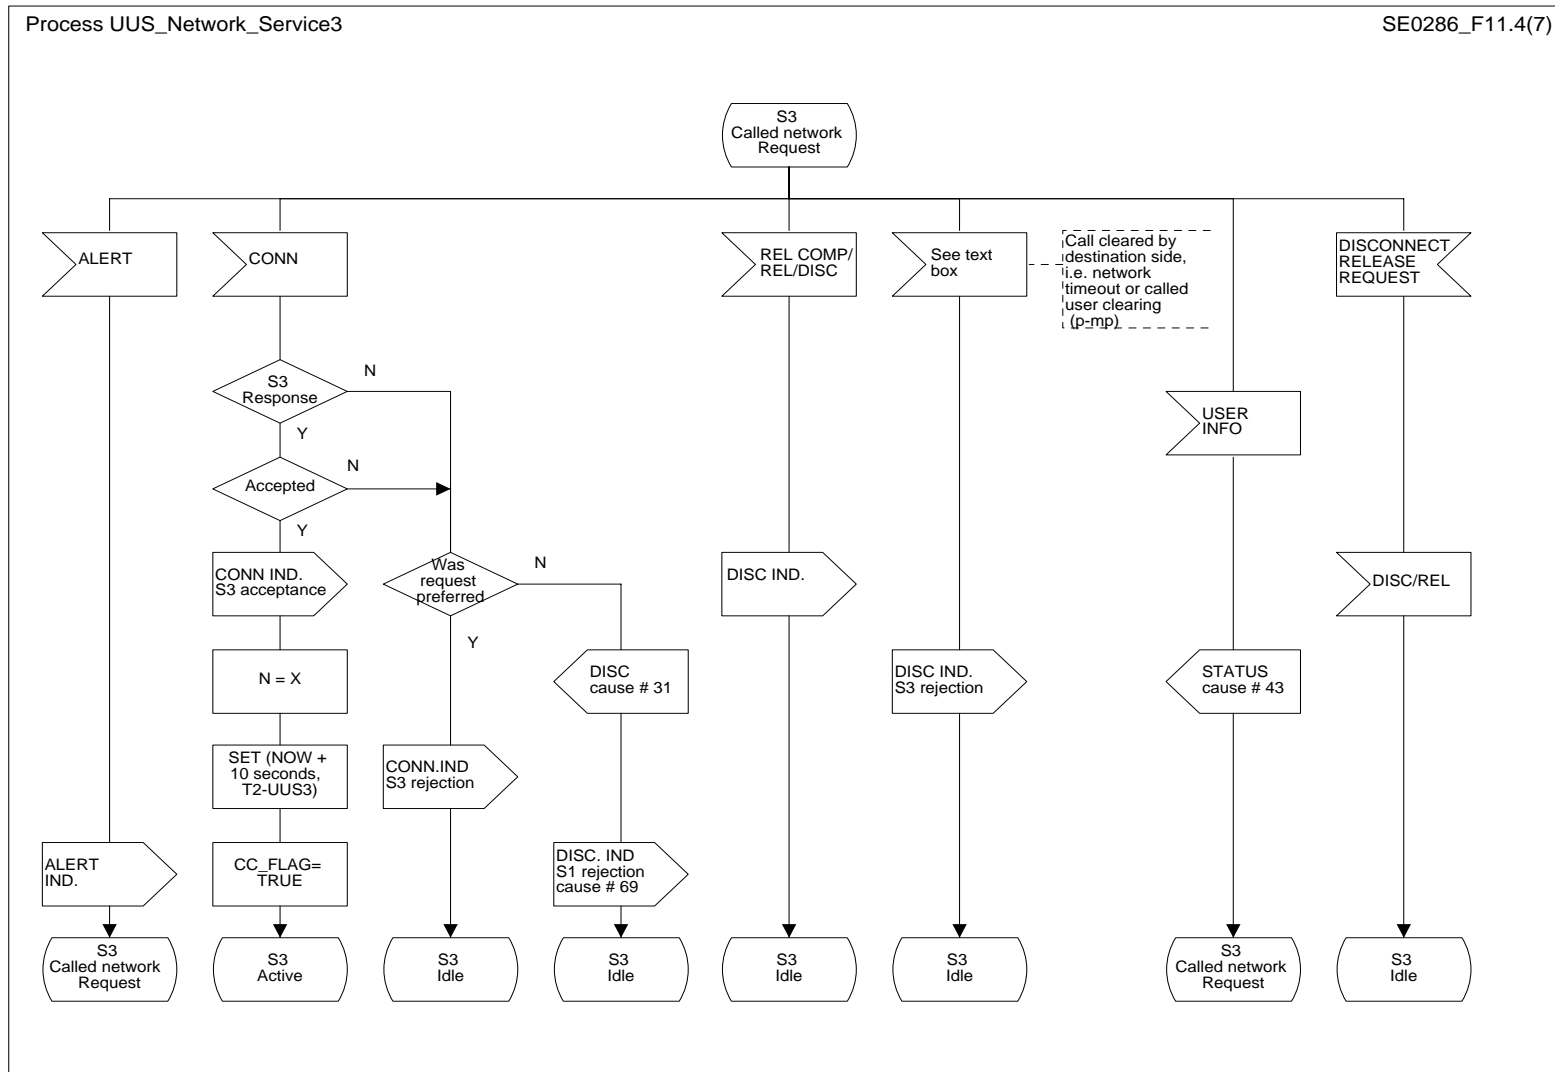 Process UUS_Network_Service3
SE0286_F11.4(7)
S3
Called network
Request
ALERT
CONN
REL COMP/
REL/DISC
See text
box
Call cleared by
destination side,
i.e. network
timeout or called
user clearing
(p-mp)
DISCONNECT
RELEASE
REQUEST
S3
Response
N
Y
USER
INFO
Accepted
N
Y
CONN IND.
S3 acceptance
Was
request
preferred
N
Y
DISC IND.
DISC/REL
N = X
DISC
cause # 31
DISC IND.
S3 rejection
STATUS
cause # 43
SET (NOW +
10 seconds,
T2-UUS3)
CONN.IND
S3 rejection
ALERT
IND.
CC_FLAG=
TRUE
DISC. IND
S1 rejection
cause # 69
S3
Called network
Request
S3
Active
S3
Idle
S3
Idle
S3
Idle
S3
Idle
S3
Called network
Request
S3
Idle